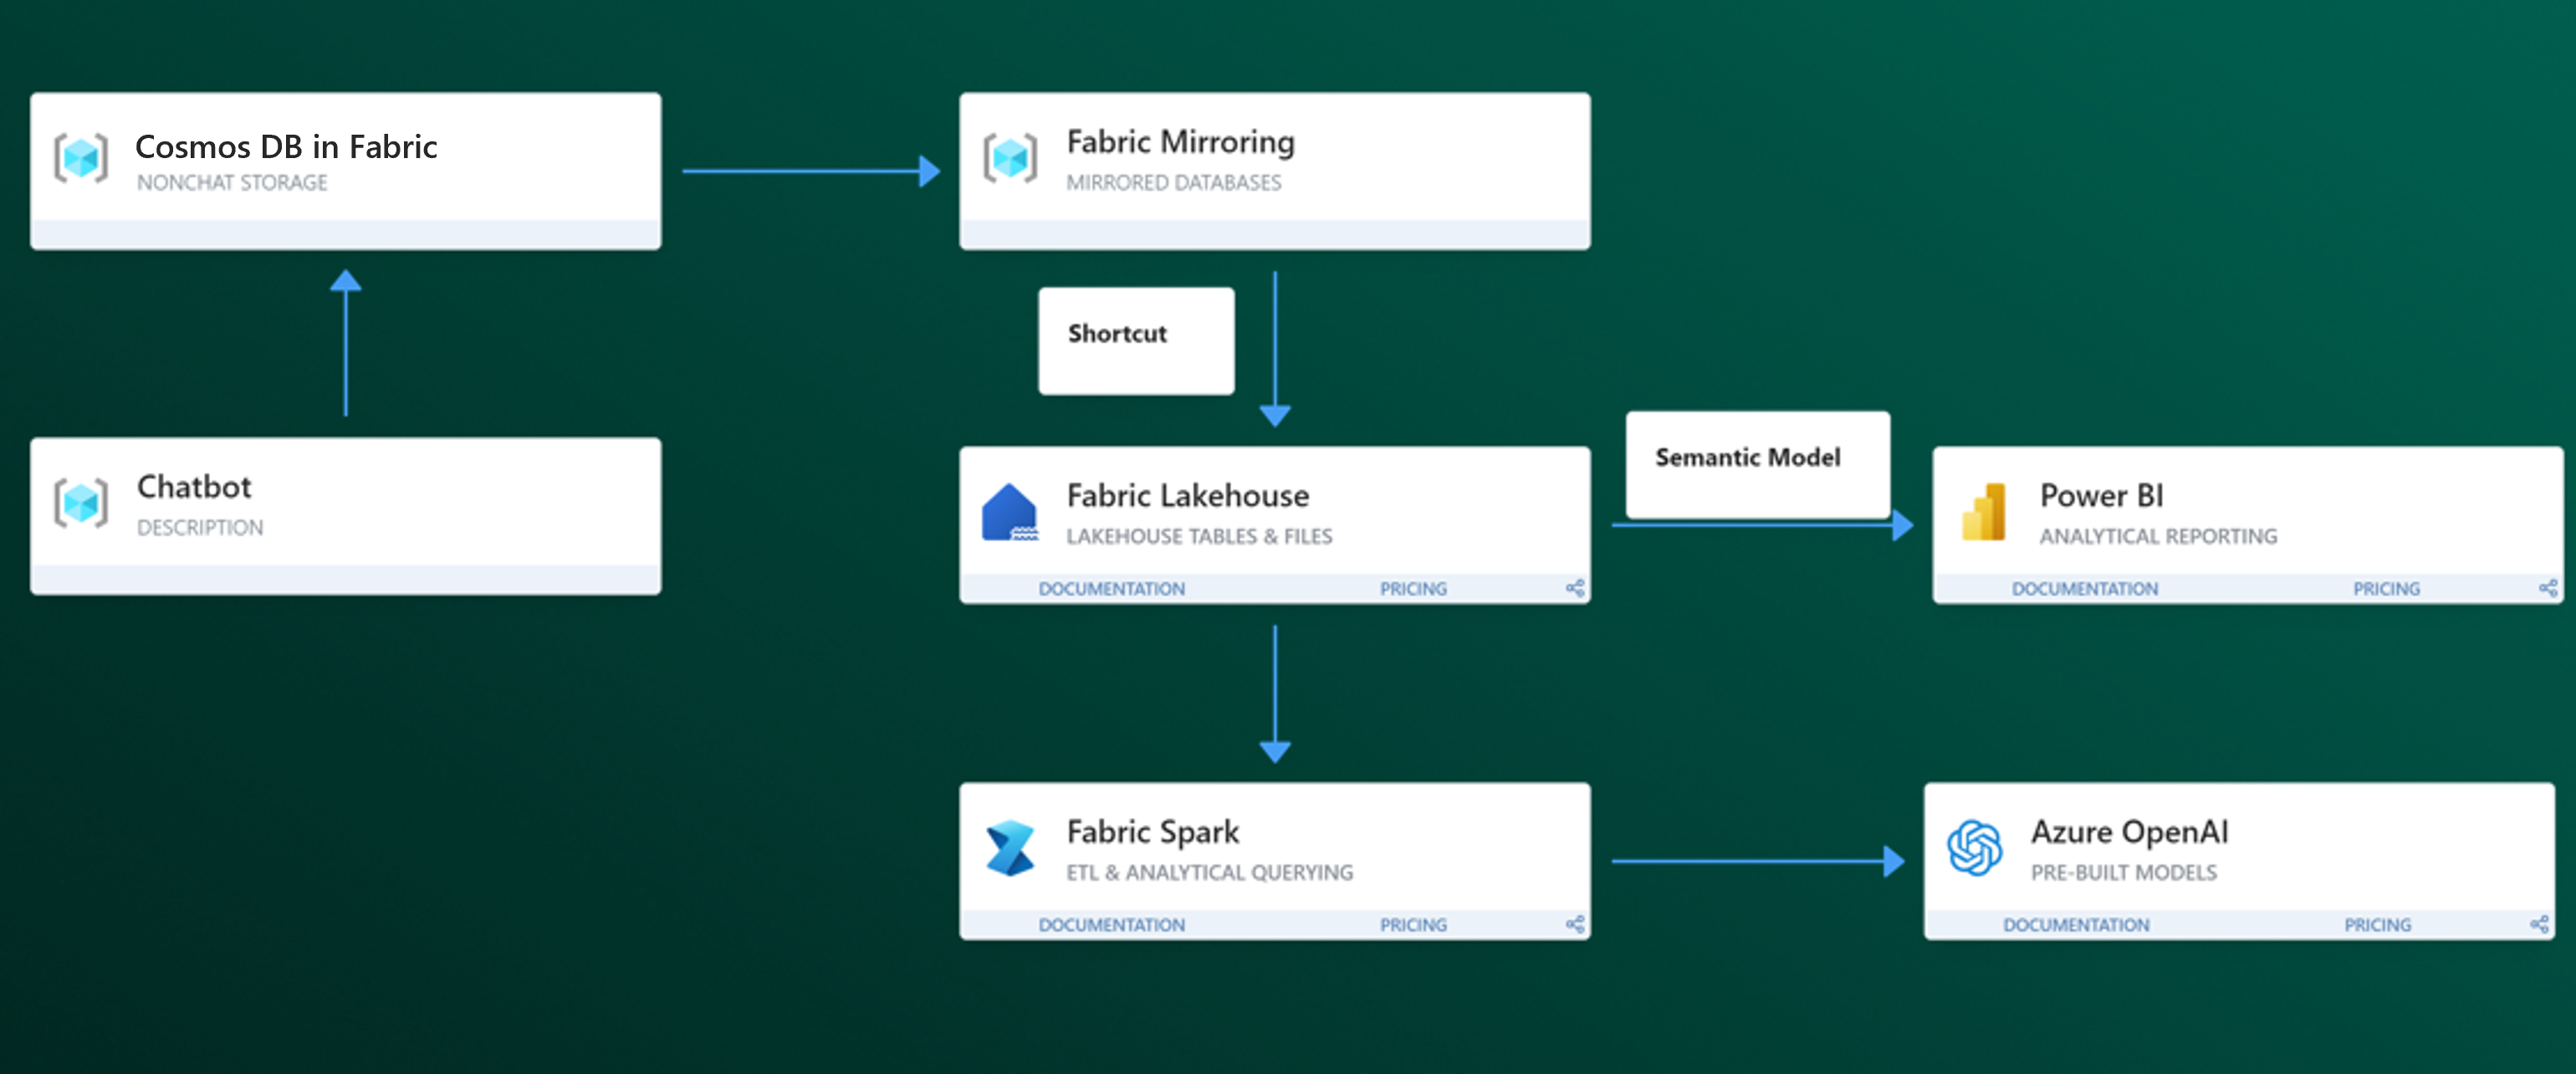 Cosmos DB in Fabric
NONCHAT STORAGE
Fabric Mirroring
MIRRORED DATABASES
Shortcut
Chatbot
DESCRIPTION
Fabric Lakehouse
LAKEHOUSE TABLES & FILES
DOCUMENTATION
PRICING
Semantic Model
Power BI
ANALYTICAL REPORTING
DOCUMENTATION
PRICING
Fabric Spark
ETL & ANALYTICAL QUERYING
DOCUMENTATION
PRICING
Azure OpenAI
PRE-BUILT MODELS
DOCUMENTATION
PRICING